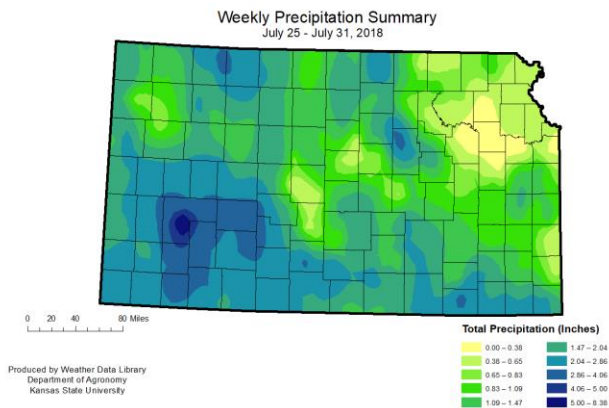 Weekly Precipitation Summary
July 25 - July 31, 2018
0 20 40 80 Miles
Produced by Weather Data Library
Department of Agronomy
Kansas State University
Total Precipitation (Inches)
0.00 – 0.38
0.38 – 0.65
0.65 – 0.83
0.83 – 1.09
1.09 – 1.47
1.47 – 2.04
2.04 – 2.86
2.86 – 4.06
4.06 – 5.00
5.00 – 8.38